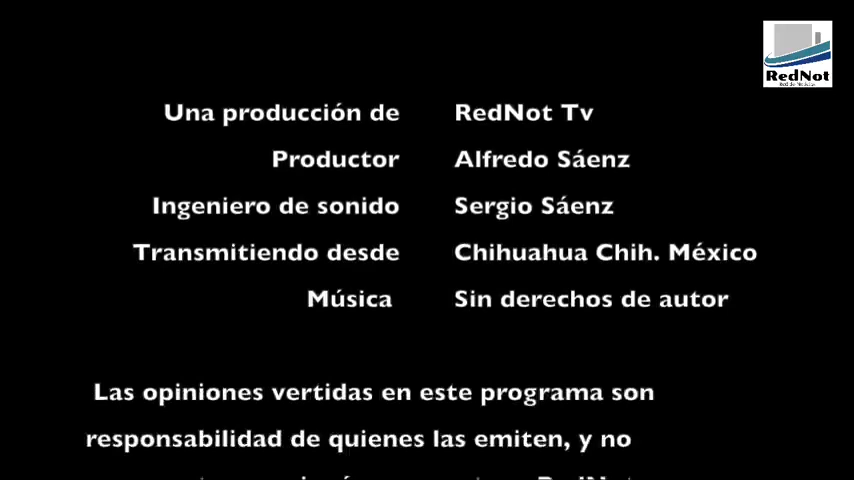 RedNot
Una producción de RedNot Tv
Productor Alfredo Sáenz
Ingeniero de sonido Sergio Sáenz
Transmitiendo desde Chihuahua Chih. México
Música Sin derechos de autor
Las opiniones vertidas en este programa son
responsabilidad de quienes las emiten, y no
RedNot